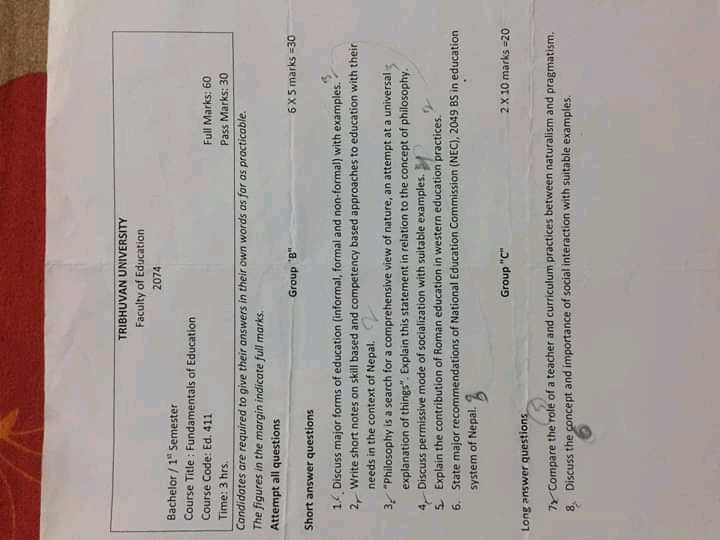 TRIBHUVAN UNIVERSITY
Faculty of Education
2074
Bachelor / 1st Semester
Course Title : Fundamentals of Education
Course Code: Ed. 411 Full Marks: 60
Time: 3 hrs. Pass Marks: 30
Candidates are required to give their answers in their own words as far as practicable.
The figures in the margin indicate full marks.
Attempt all questions
Group "B" 6 X 5 marks =30
Short answer questions
1. Discuss major forms of education (informal, formal and non-formal) with examples. 3
2. Write short notes on skill based and competency based approaches to education with their
needs in the context of Nepal. 2
3. "Philosophy is a search for a comprehensive view of nature, an attempt at a universal 3
explanation of things". Explain this statement in relation to the concept of philosophy.
4. Discuss permissive mode of socialization with suitable examples.
5. Explain the contribution of Roman education in western education practices. 2
6. State major recommendations of National Education Commission (NEC), 2049 BS in education
system of Nepal. 3
Group "C" 2 X 10 marks =20
Long answer questions
7. Compare the role of a teacher and curriculum practices between naturalism and pragmatism.
8. Discuss the concept and importance of social interaction with suitable examples.
6